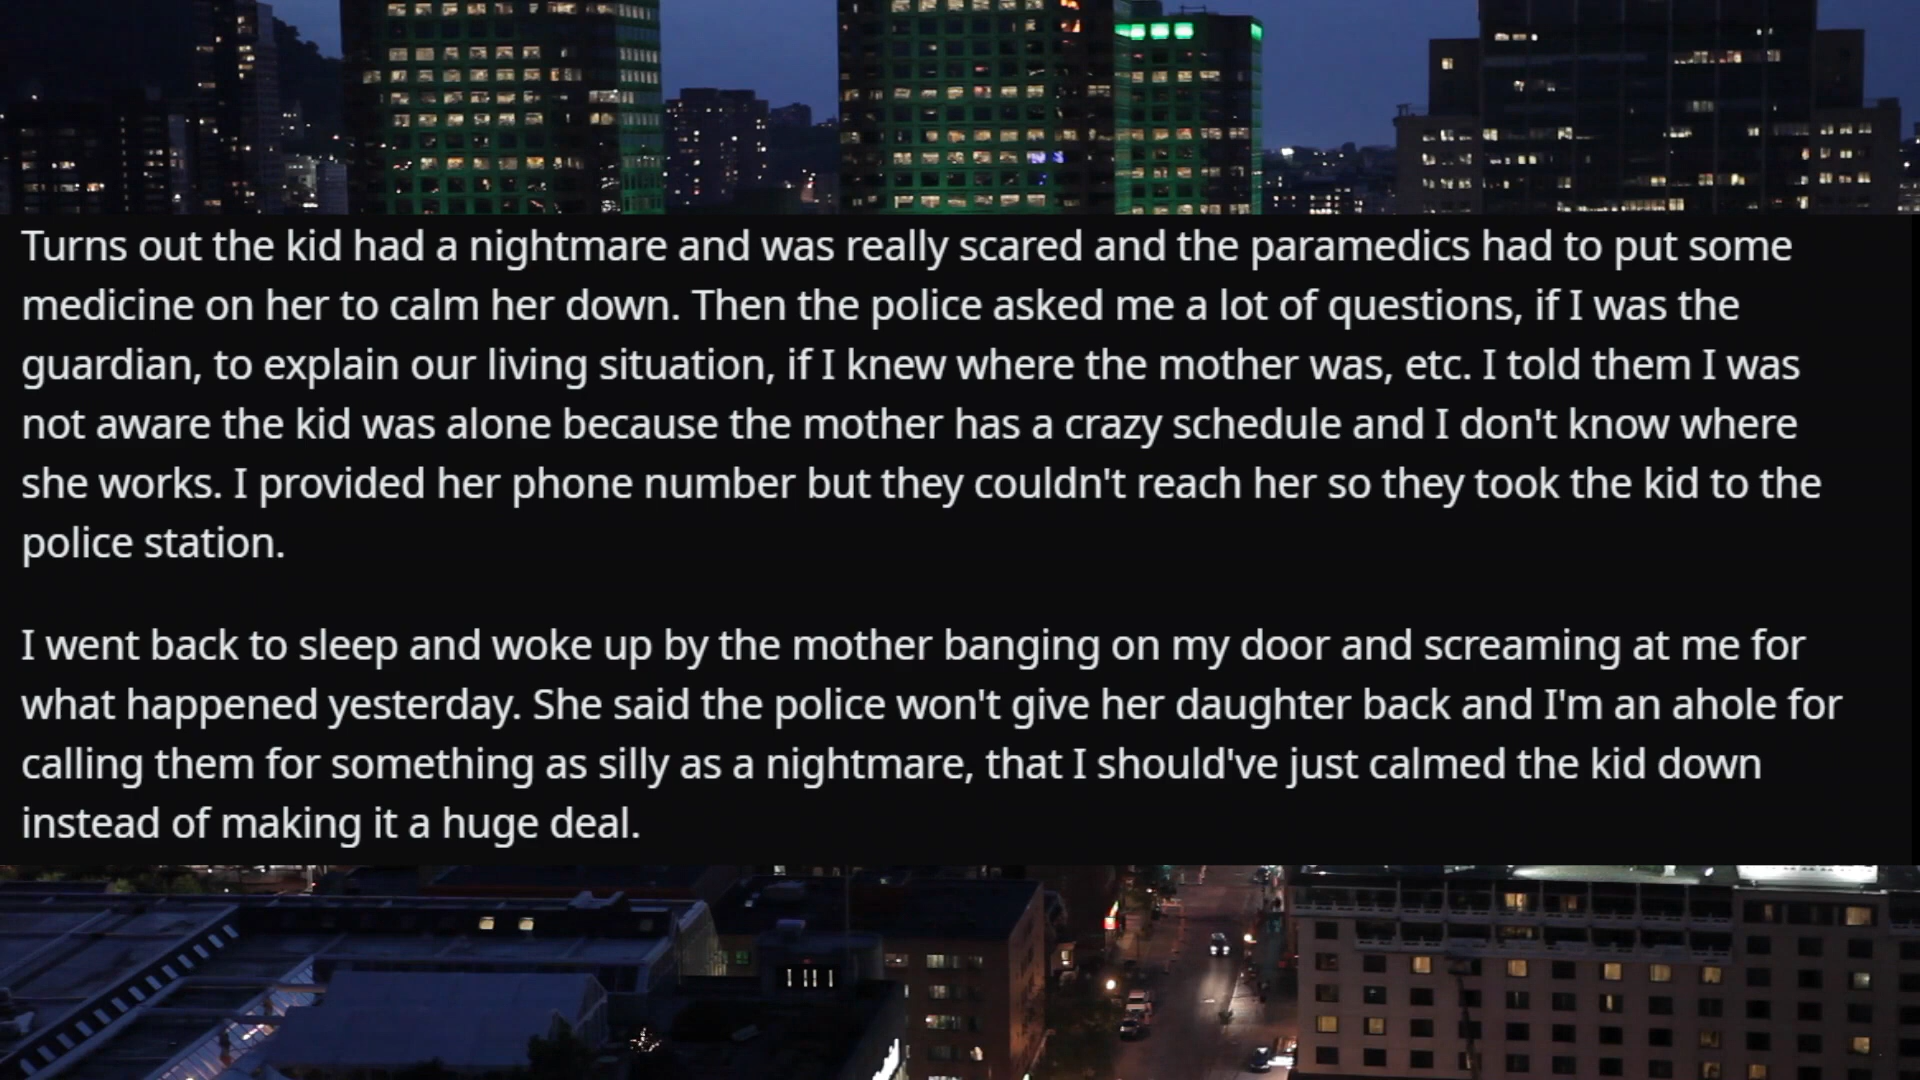 Turns out the kid had a nightmare and was really scared and the paramedics had to put some
medicine on her to calm her down. Then the police asked me a lot of questions, if I was the
guardian, to explain our living situation, if I knew where the mother was, etc. I told them I was
not aware the kid was alone because the mother has a crazy schedule and I don't know where
she works. I provided her phone number but they couldn't reach her so they took the kid to the
police station.
I went back to sleep and woke up by the mother banging on my door and screaming at me for
what happened yesterday. She said the police won't give her daughter back and I'm an ahole for
calling them for something as silly as a nightmare, that I should've just calmed the kid down
instead of making it a huge deal.